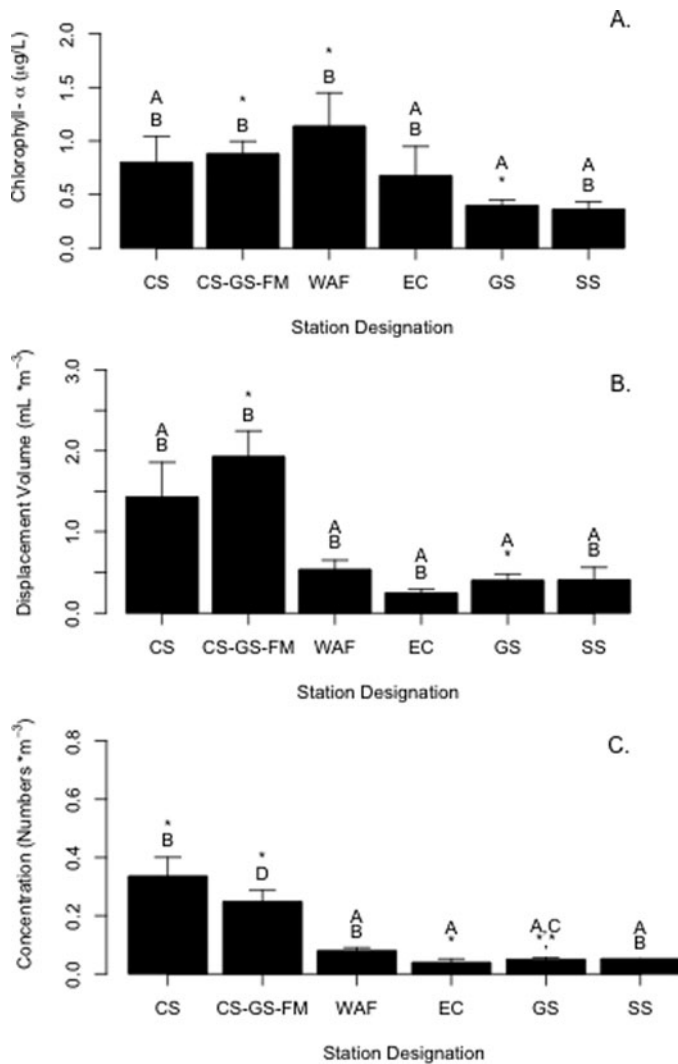 A.
Chlorophyll- α (µg/L)
2.0
1.5
1.0
0.5
0.0
A * * A A A
B B B B * B
CS CS-GS-FM WAF EC GS SS
Station Designation
B.
Displacement Volume (mL *m⁻³)
3.0
2.0
1.0
0.0
A * A A A A
B B B B * B
CS CS-GS-FM WAF EC GS SS
Station Designation
C.
Concentration (Numbers *m⁻³)
0.8
0.6
0.4
0.2
0.0
* * A A A,C A
B D B * *,* B
CS CS-GS-FM WAF EC GS SS
Station Designation